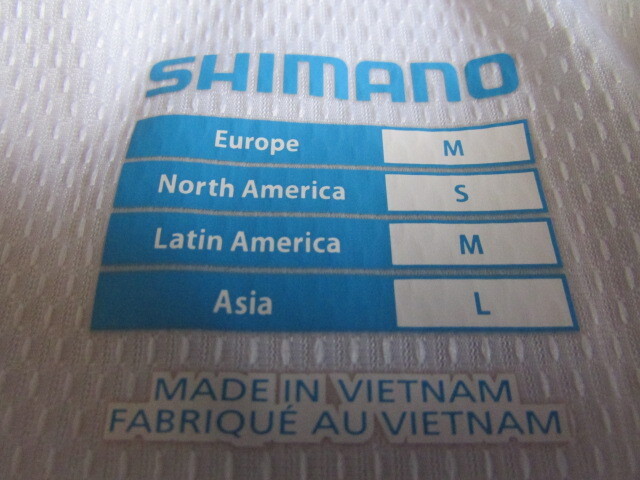 SHIMANO
Europe M
North America S
Latin America M
Asia L
MADE IN VIETNAM
FABRIQUÉ AU VIETNAM